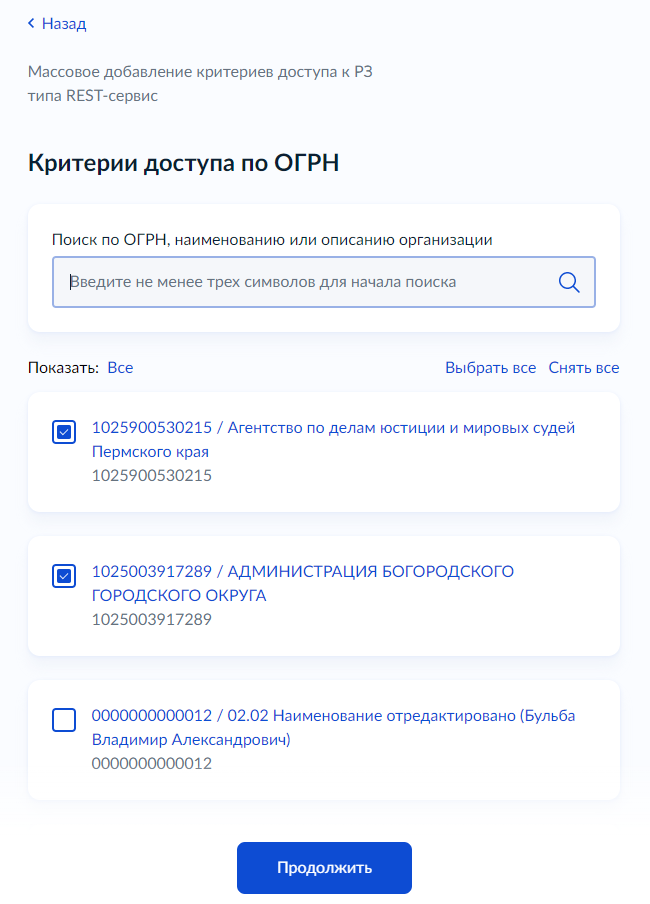 Назад
Массовое добавление критериев доступа к РЗ
типа REST-сервис
Критерии доступа по ОГРН
Поиск по ОГРН, наименованию или описанию организации
Введите не менее трех символов для начала поиска
Показать: Все Выбрать все Снять все
1025900530215 / Агентство по делам юстиции и мировых судей
Пермского края
1025900530215
1025003917289 / АДМИНИСТРАЦИЯ БОГОРОДСКОГО
ГОРОДСКОГО ОКРУГА
1025003917289
0000000000012 / 02.02 Наименование отредактировано (Бульба
Владимир Александрович)
0000000000012
Продолжить